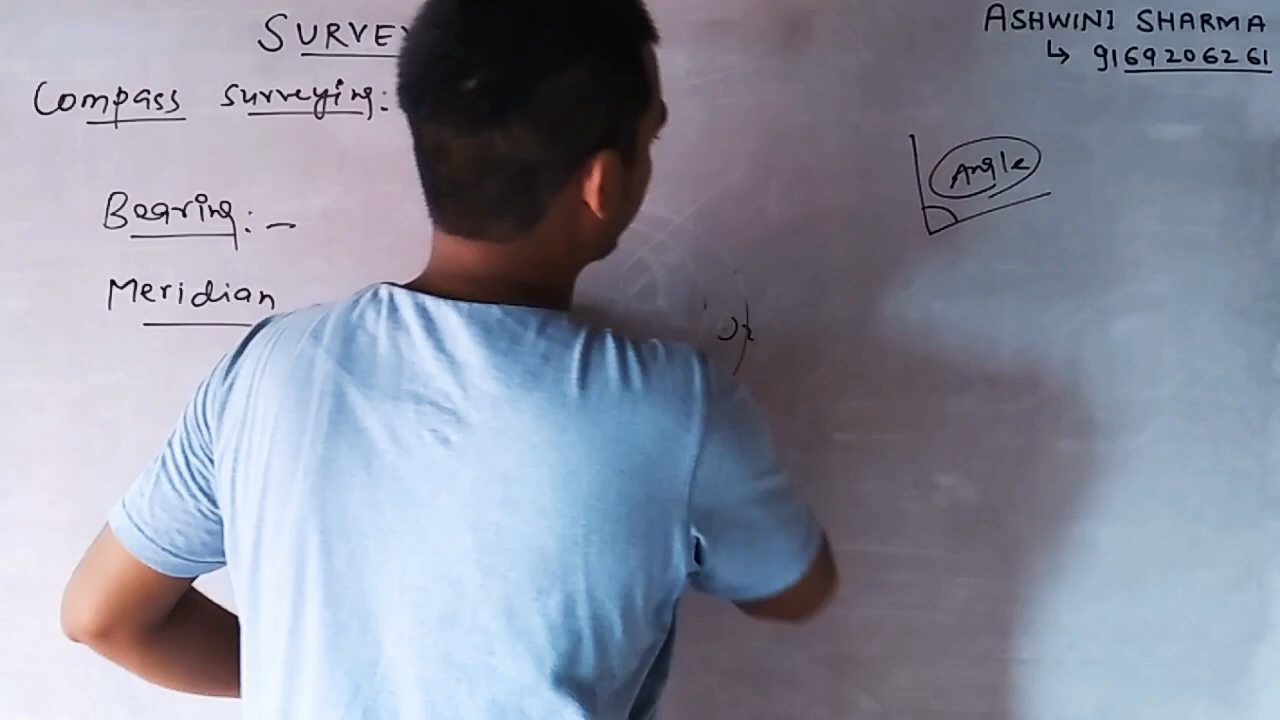 SURVEY
ASHWINI SHARMA
↳ 9169206261
Compass surveying:
Angle
Bearing:-
Meridian